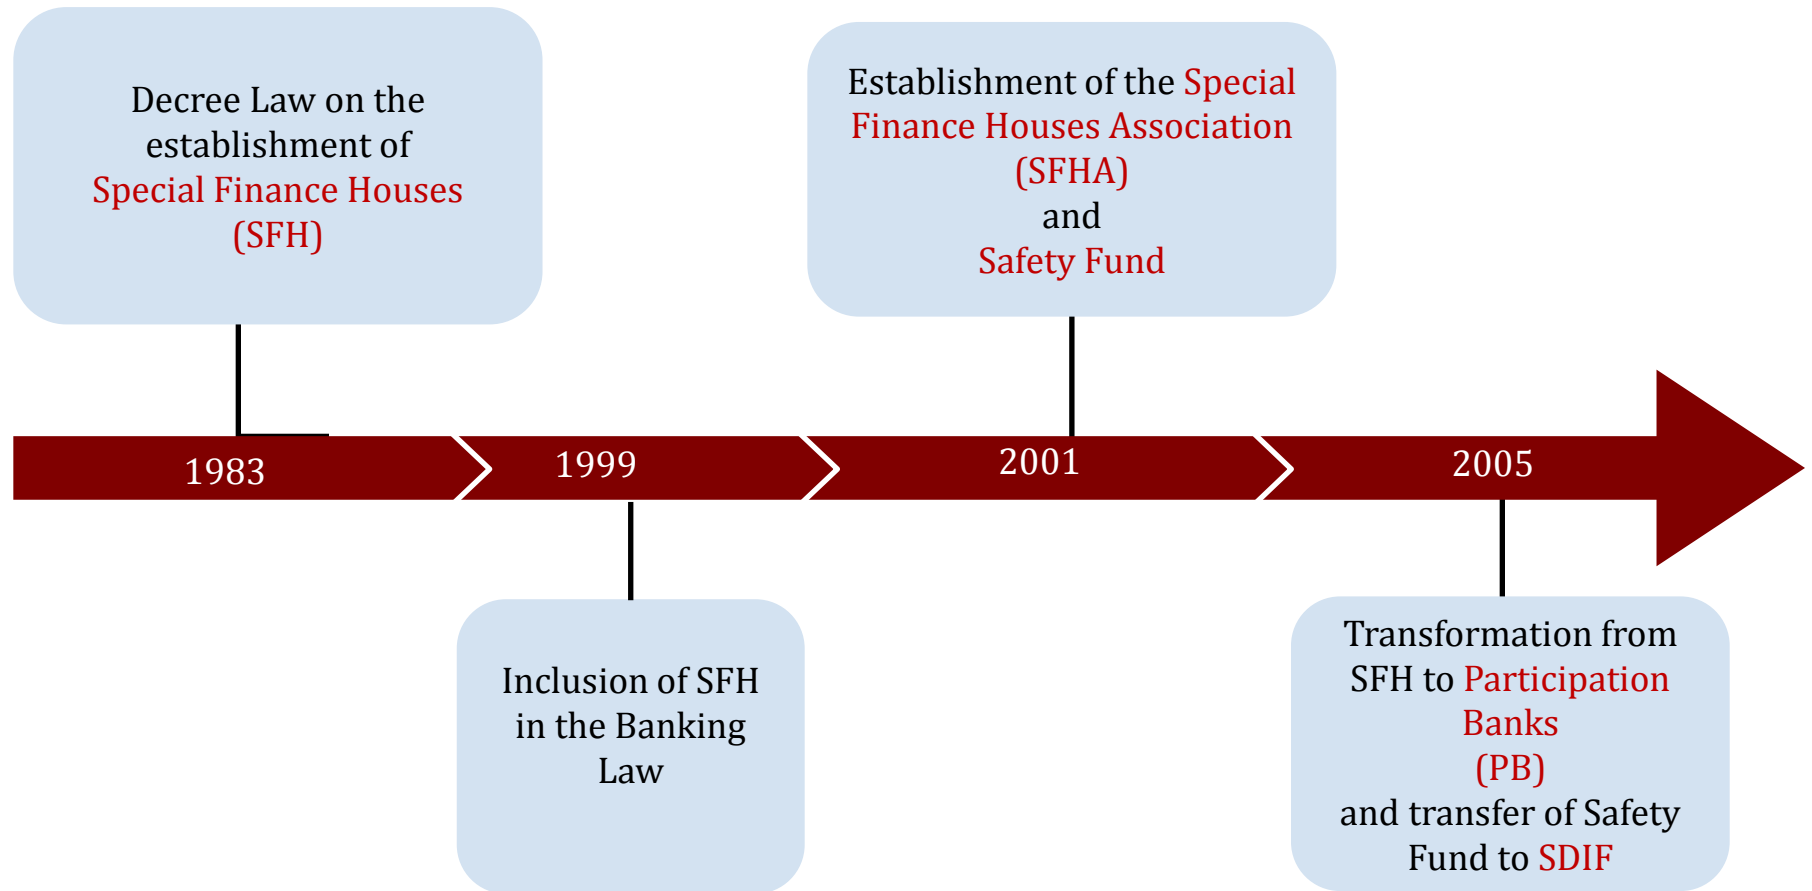 Decree Law on the
establishment of
Special Finance Houses
(SFH)
Establishment of the Special
Finance Houses Association
(SFHA)
and
Safety Fund
1983
1999
2001
2005
Inclusion of SFH
in the Banking
Law
Transformation from
SFH to Participation
Banks
(PB)
and transfer of Safety
Fund to SDIF